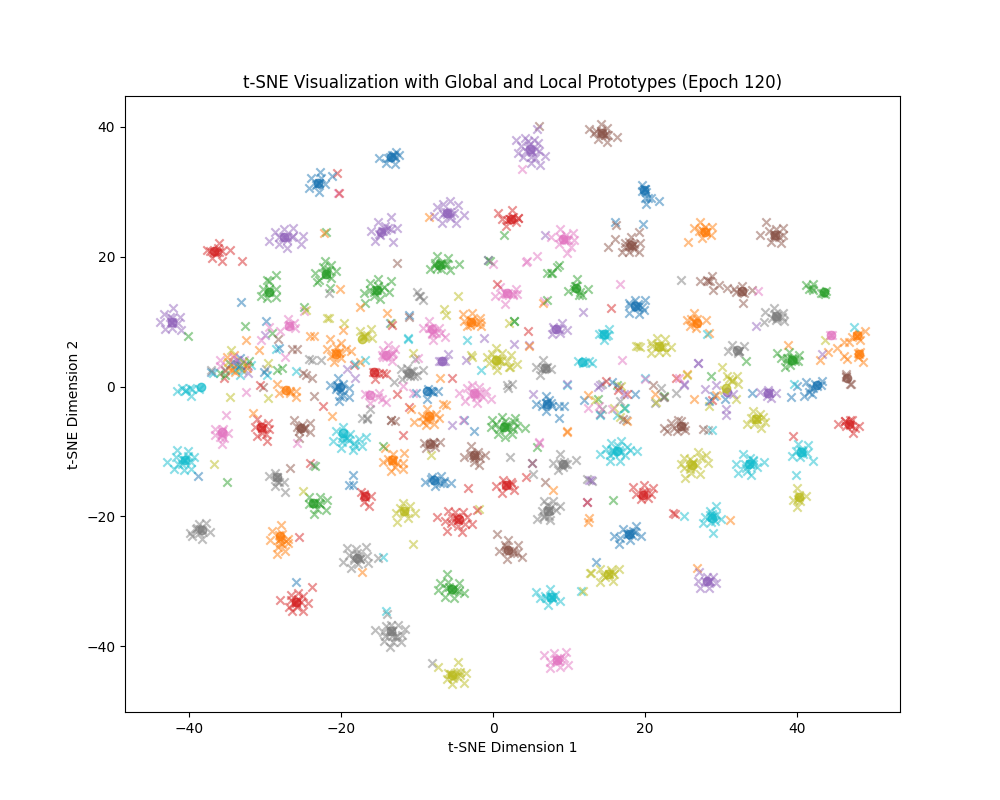 t-SNE Visualization with Global and Local Prototypes (Epoch 120)
40
20
0
−20
−40
t-SNE Dimension 2
−40 −20 0 20 40
t-SNE Dimension 1